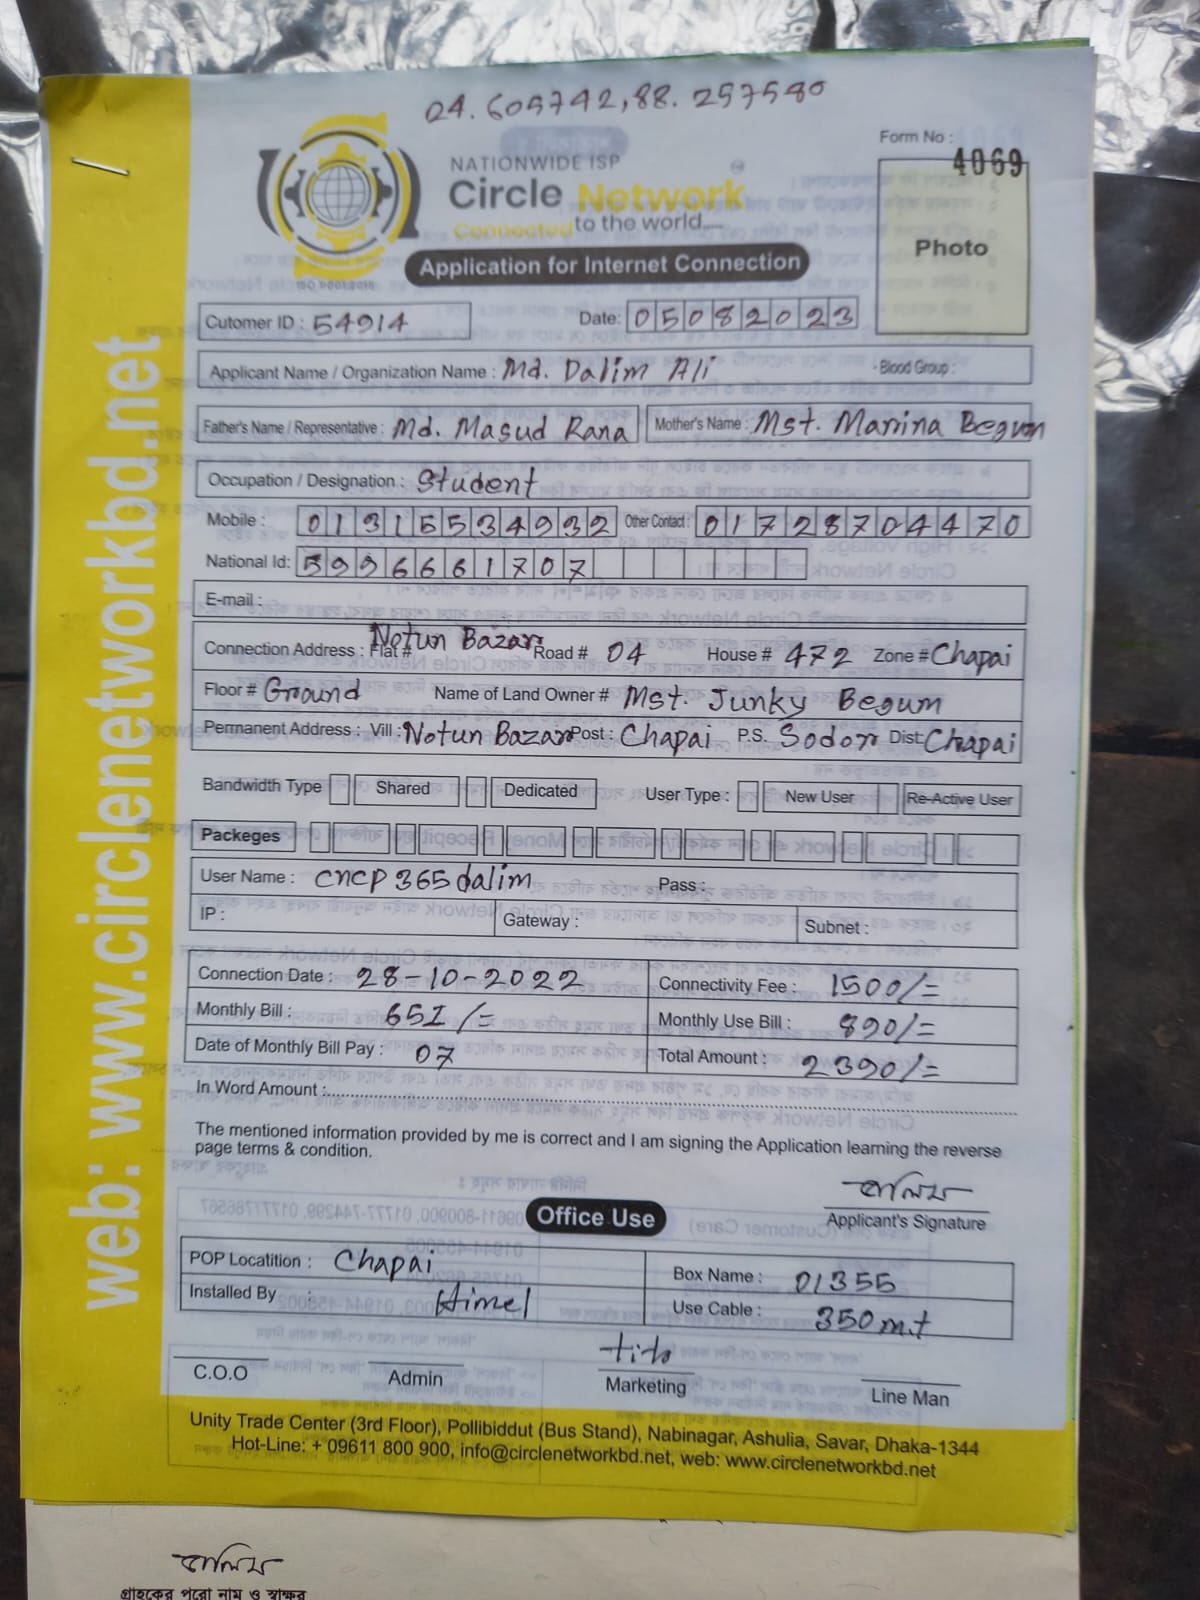 24.605742,88.257580
Form No :
4069
NATIONWIDE ISP
Circle Network
Connected to the world....
ISO 9001:2015
Photo
Application for Internet Connection
Cutomer ID : 54914 Date: 05082023
Applicant Name / Organization Name : Md. Dalim Ali Blood Group :
Father's Name / Representative : Md. Masud Rana Mother's Name : Mst. Marina Begum
Occupation / Designation : Student
Mobile : 01315534932 Other Contact : 01728704470
National Id: 5996661707
E-mail :
Connection Address : Flat # Notun Bazar Road # 04 House # 472 Zone # Chapai
Floor # Ground Name of Land Owner # Mst. Junky Begum
Permanent Address : Vill : Notun Bazar Post : Chapai P.S. Sodor Dist: Chapai
Bandwidth Type Shared Dedicated User Type : New User Re-Active User
Packeges
User Name : CNCP365dalim Pass :
IP : Gateway : Subnet :
Connection Date : 28-10-2022 Connectivity Fee : 1500/=
Monthly Bill : 651/= Monthly Use Bill : 890/=
Date of Monthly Bill Pay : 07 Total Amount : 2390/=
In Word Amount :
The mentioned information provided by me is correct and I am signing the Application learning the reverse
page terms & condition.
ডালিম
Applicant's Signature
Office Use
POP Locatition : Chapai Box Name : 01355
Installed By : Himel Use Cable : 350 m.t
tito
C.O.O Admin Marketing Line Man
Unity Trade Center (3rd Floor), Pollibiddut (Bus Stand), Nabinagar, Ashulia, Savar, Dhaka-1344
Hot-Line: + 09611 800 900, info@circlenetworkbd.net, web: www.circlenetworkbd.net
web: www.circlenetworkbd.net
ডালিম
গ্রাহকের পুরো নাম ও স্বাক্ষর